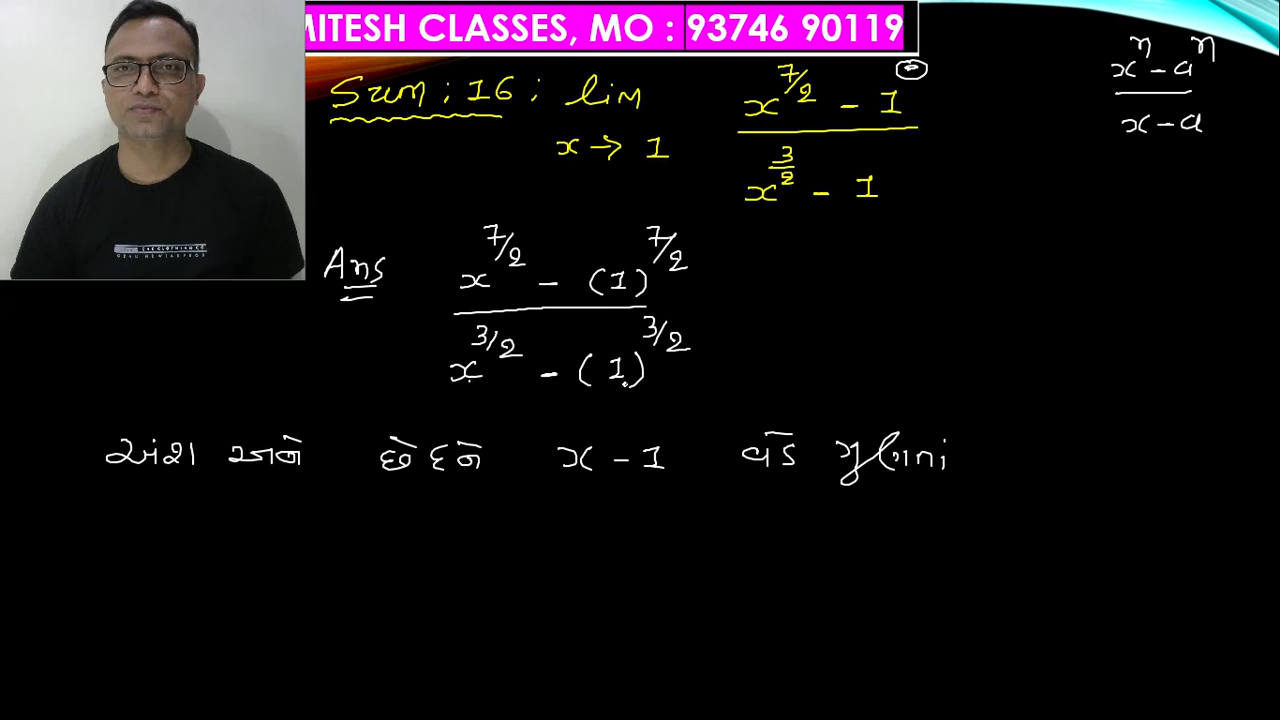 MITESH CLASSES, MO : 93746 90119
Sum : 16 : lim x → 1 (x^7/2 - 1) / (x^3/2 - 1)
(x^n - a^n) / (x - a)
Ans (x^7/2 - (1)^7/2) / (x^3/2 - (1)^3/2)
અંશ અને છેદને x - 1 વડે ગુણતાં